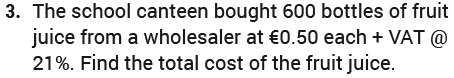 3. The school canteen bought 600 bottles of fruit
juice from a wholesaler at €0.50 each + VAT @
21%. Find the total cost of the fruit juice.